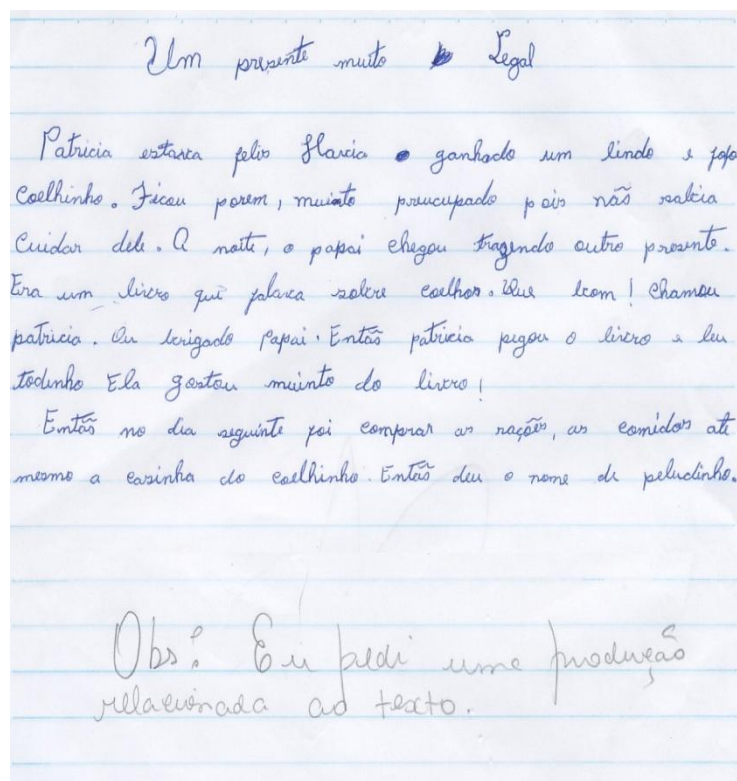 Um presente muito Legal
Patricia estava felis Havia ganhado um lindo e fofo
Coelhinho. Ficou porem, muinto preucupado pois não sabia
Cuidar dele. A noite, o papai chegou tragendo outro presente.
Era um livro qui falava sobre coelhos. Que bom! Chamou
patricia. Ou brigado Papai. Então patricia pegou o livro e leu
todinho Ela gostou muinto do livro!
Então no dia seguinte foi comprar as rações, as comidas até
mesmo a casinha do coelhinho. Então deu o nome de peludinho.
Obs: Eu pedi uma produção
relacionada ao texto.